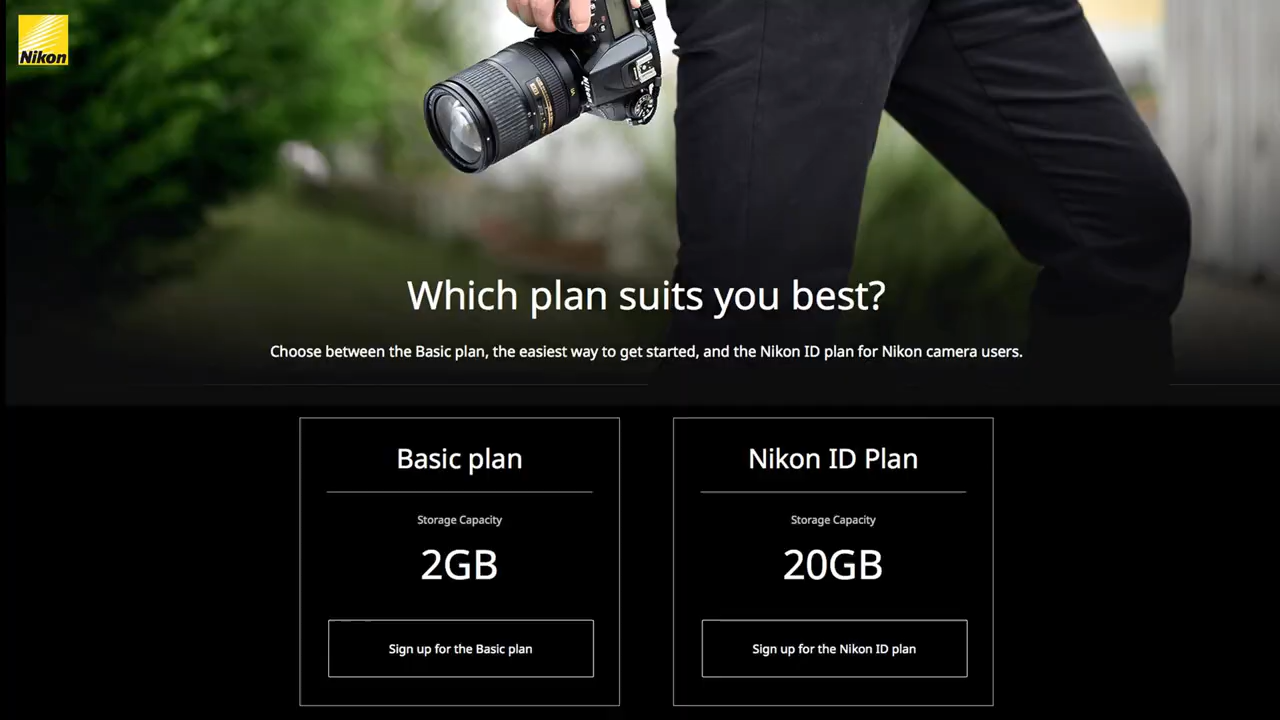 Nikon
Which plan suits you best?
Choose between the Basic plan, the easiest way to get started, and the Nikon ID plan for Nikon camera users.
Basic plan
Storage Capacity
2GB
Sign up for the Basic plan
Nikon ID Plan
Storage Capacity
20GB
Sign up for the Nikon ID plan